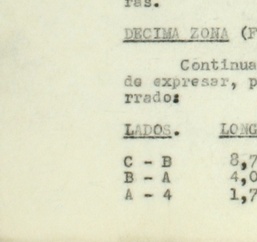 ras.
DECIMA ZONA (F
Continua
de expresar, p
rrado:
LADOS. LONG
C - B 8,7
B - A 4,0
A - 4 1,7